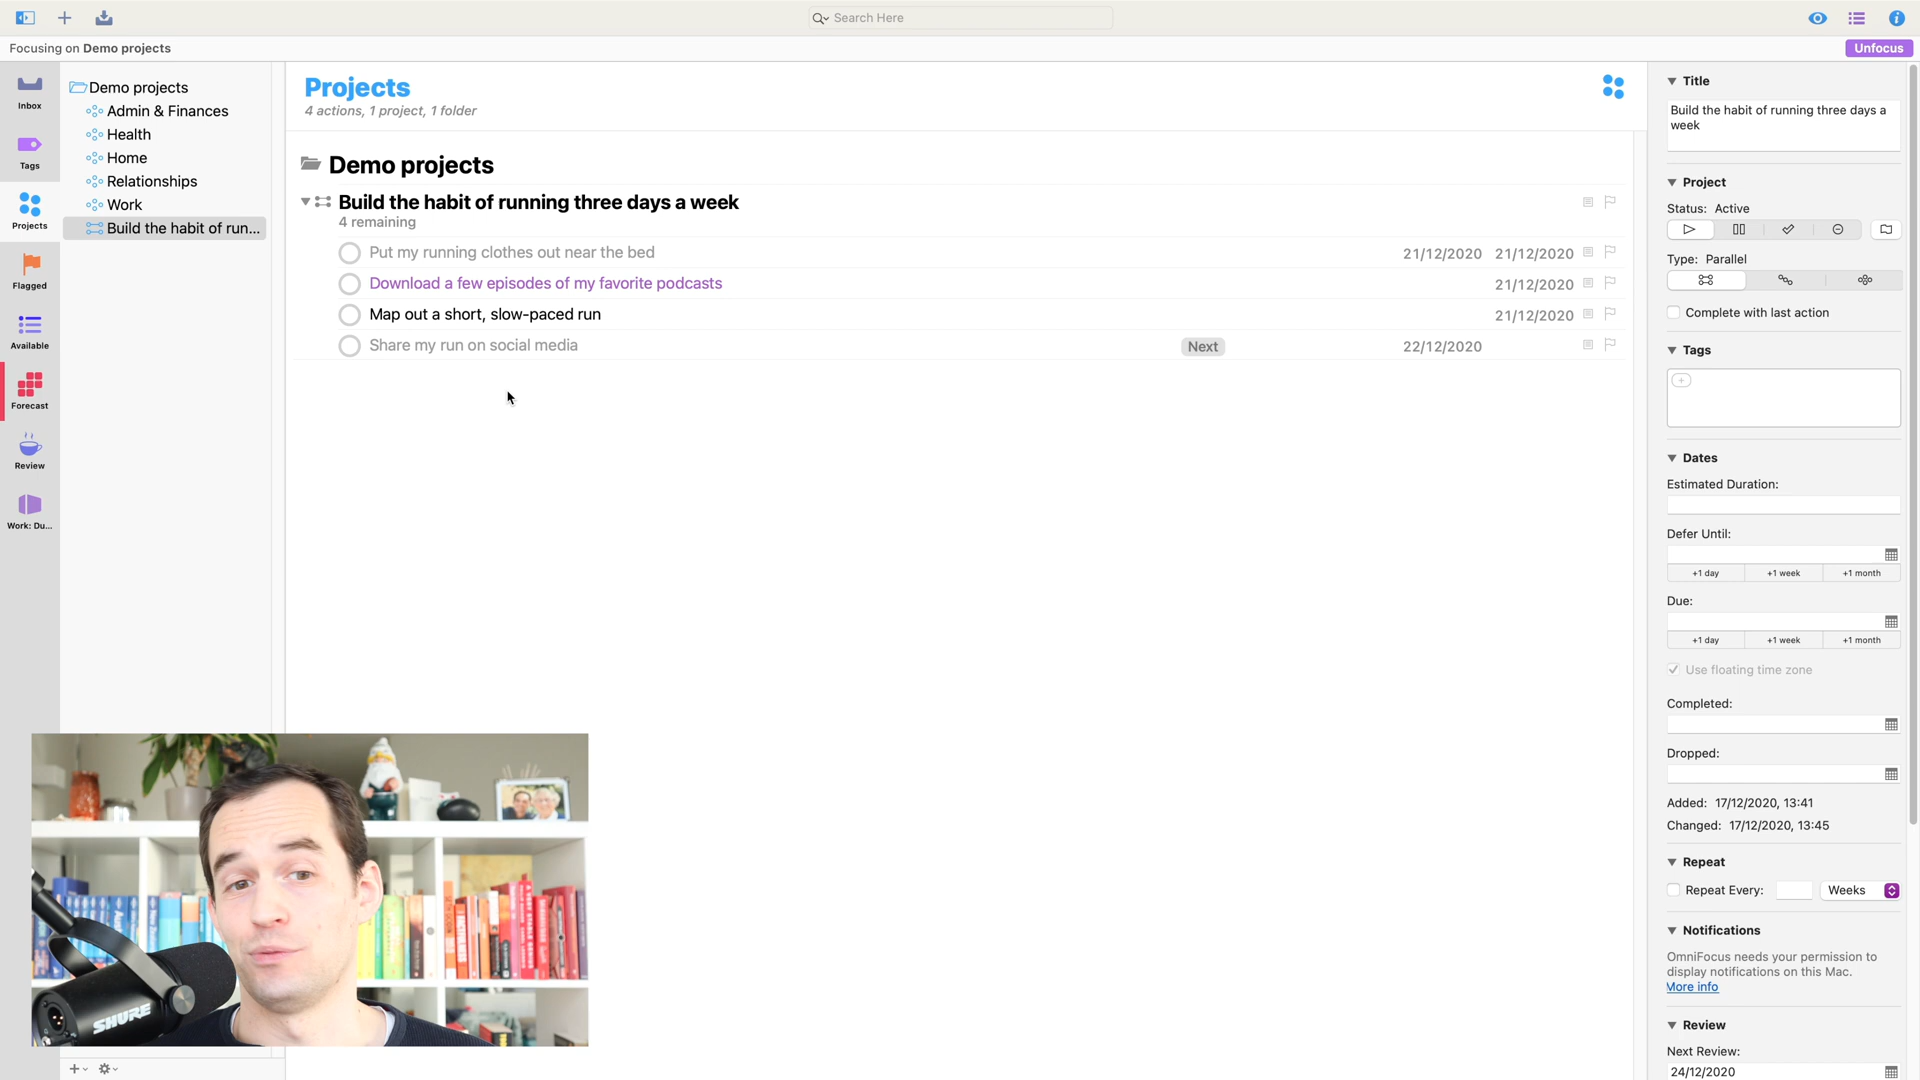 Search Here
Focusing on Demo projects
Unfocus
Inbox
Tags
Projects
Flagged
Available
Forecast
Review
Work: Du...
Demo projects
Admin & Finances
Health
Home
Relationships
Work
Build the habit of run...
Projects
4 actions, 1 project, 1 folder
Demo projects
Build the habit of running three days a week
4 remaining
Put my running clothes out near the bed 21/12/2020 21/12/2020
Download a few episodes of my favorite podcasts 21/12/2020
Map out a short, slow-paced run 21/12/2020
Share my run on social media Next 22/12/2020
Title
Build the habit of running three days a
week
Project
Status: Active
Type: Parallel
Complete with last action
Tags
Dates
Estimated Duration:
Defer Until:
+1 day +1 week +1 month
Due:
+1 day +1 week +1 month
Use floating time zone
Completed:
Dropped:
Added: 17/12/2020, 13:41
Changed: 17/12/2020, 13:45
Repeat
Repeat Every: Weeks
Notifications
OmniFocus needs your permission to
display notifications on this Mac.
More info
Review
Next Review:
24/12/2020
SHURE